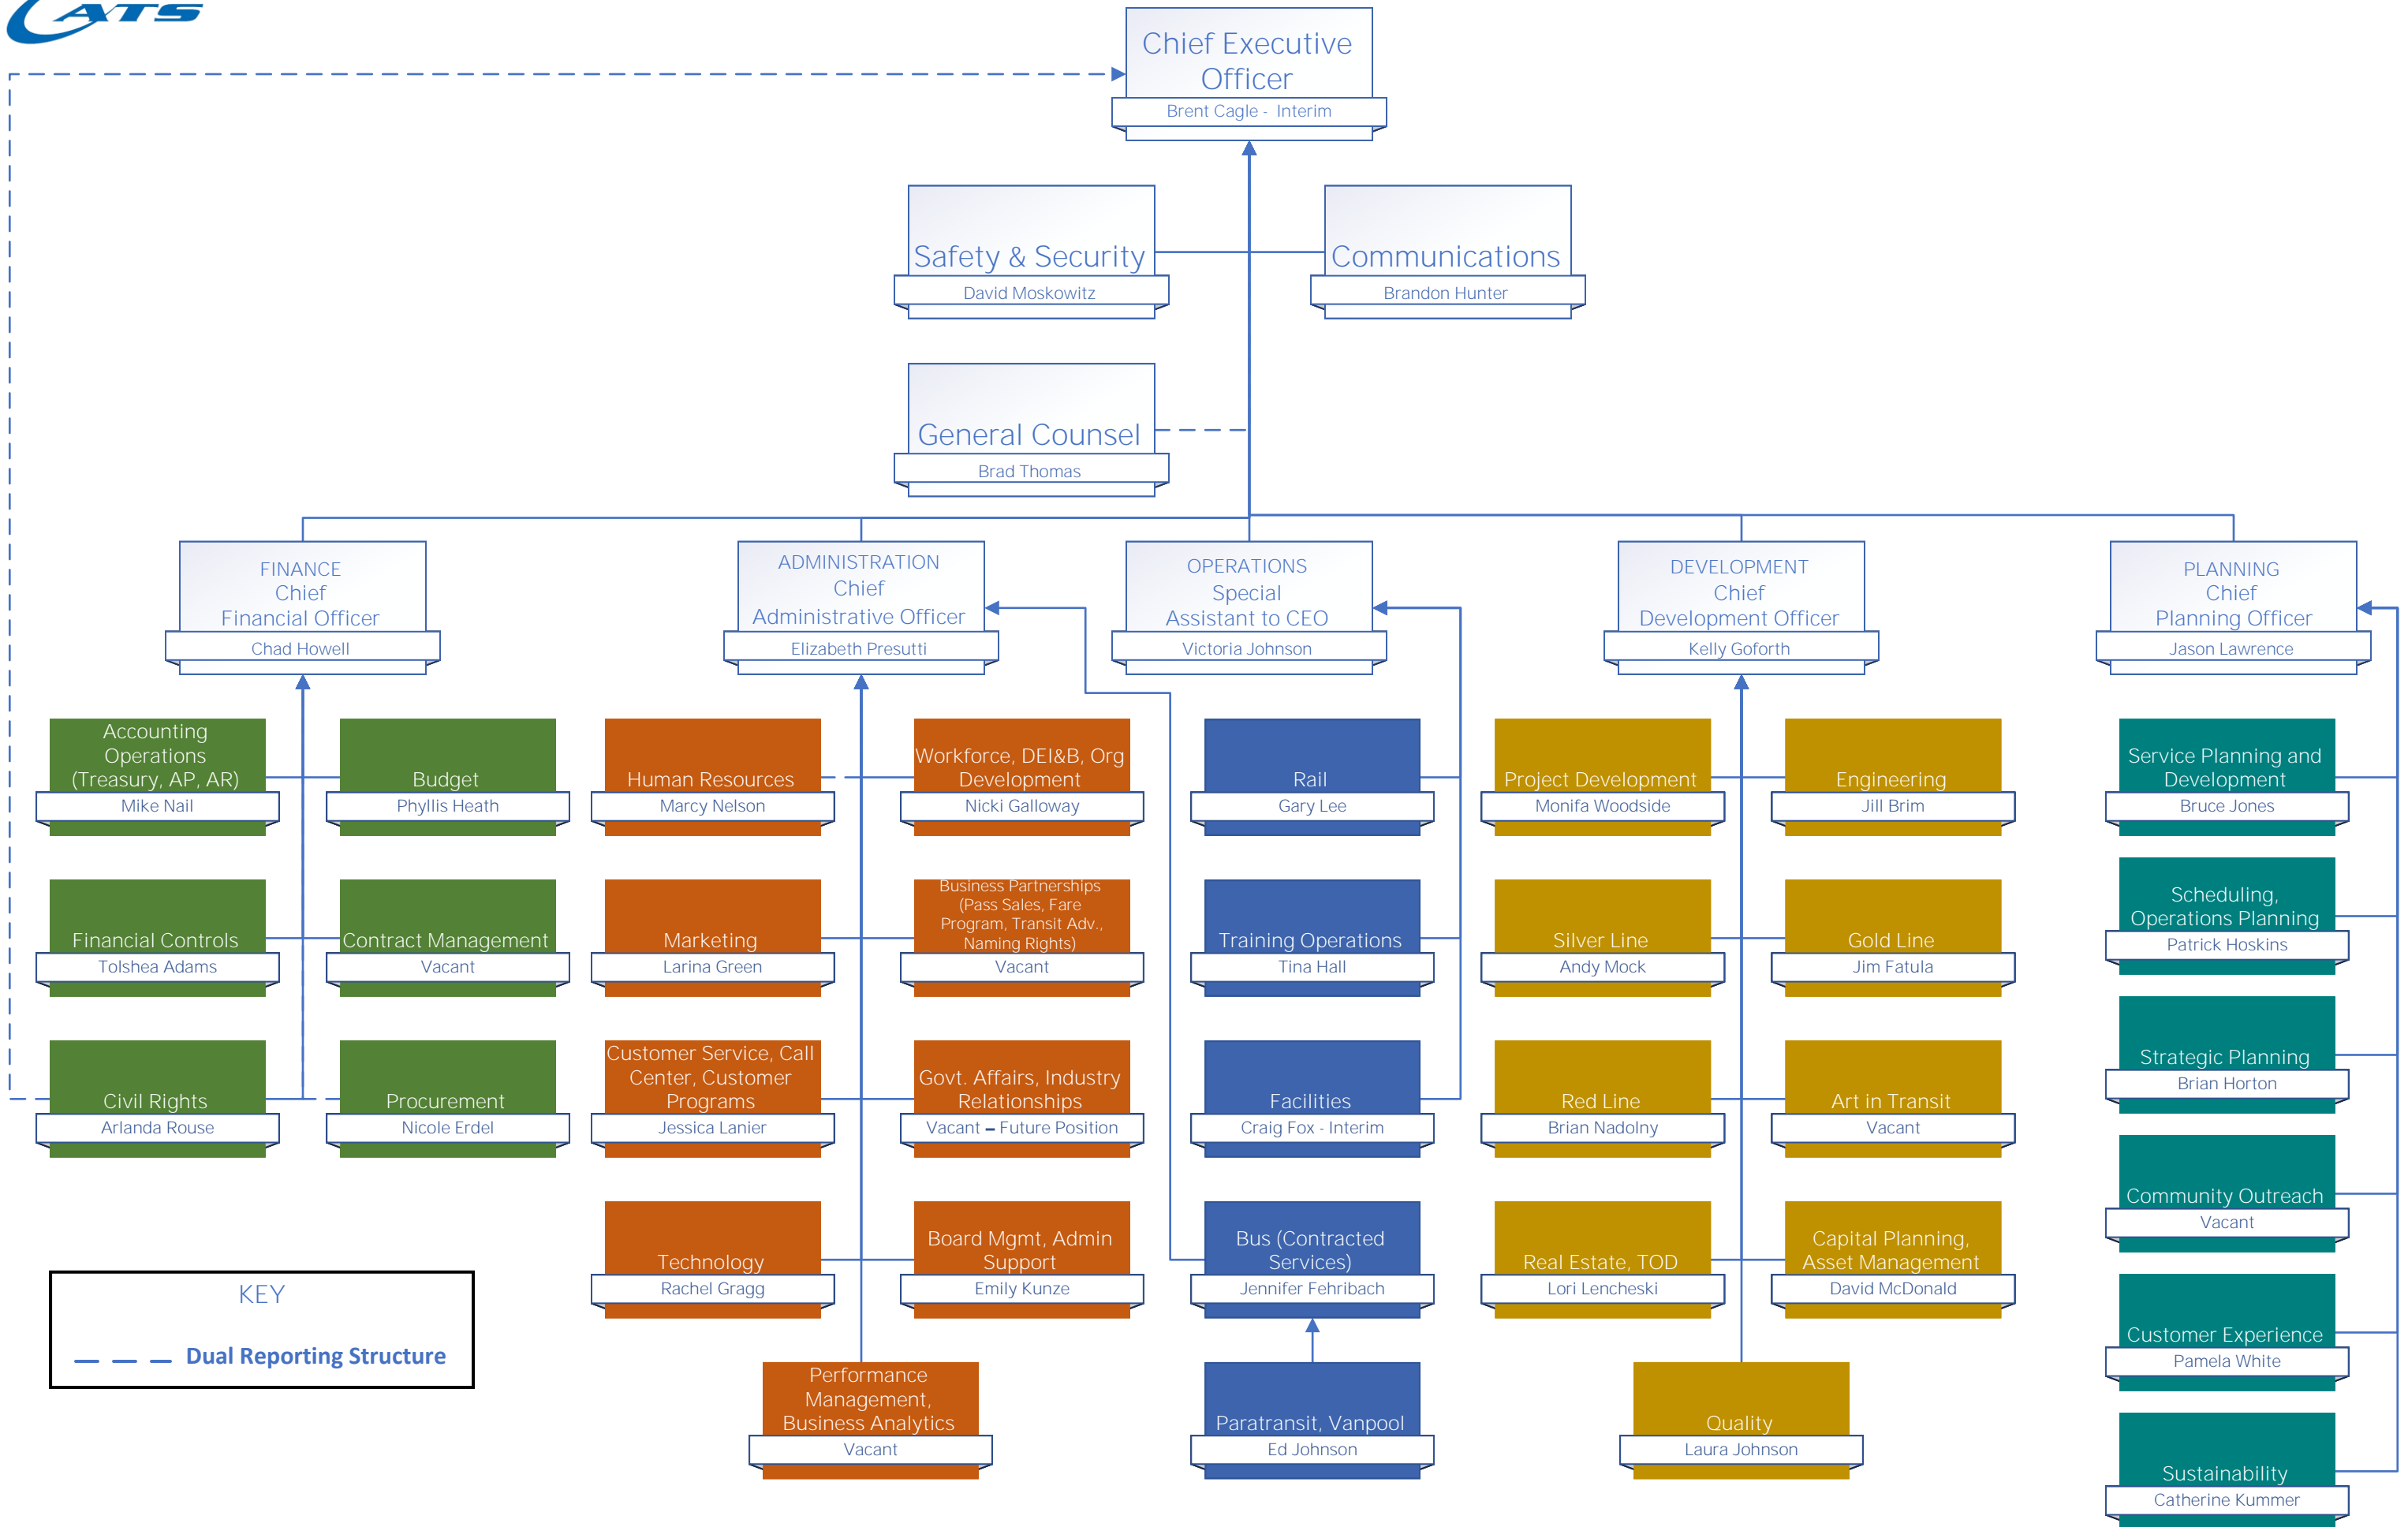 CATS
Chief Executive
Officer
Brent Cagle - Interim
Safety & Security
David Moskowitz
Communications
Brandon Hunter
General Counsel
Brad Thomas
FINANCE
Chief
Financial Officer
Chad Howell
ADMINISTRATION
Chief
Administrative Officer
Elizabeth Presutti
OPERATIONS
Special
Assistant to CEO
Victoria Johnson
DEVELOPMENT
Chief
Development Officer
Kelly Goforth
PLANNING
Chief
Planning Officer
Jason Lawrence
Accounting
Operations
(Treasury, AP, AR)
Mike Nail
Budget
Phyllis Heath
Financial Controls
Tolshea Adams
Contract Management
Vacant
Civil Rights
Arlanda Rouse
Procurement
Nicole Erdel
Human Resources
Marcy Nelson
Workforce, DEI&B, Org
Development
Nicki Galloway
Marketing
Larina Green
Business Partnerships
(Pass Sales, Fare
Program, Transit Adv.,
Naming Rights)
Vacant
Customer Service, Call
Center, Customer
Programs
Jessica Lanier
Govt. Affairs, Industry
Relationships
Vacant – Future Position
Technology
Rachel Gragg
Board Mgmt, Admin
Support
Emily Kunze
Performance
Management,
Business Analytics
Vacant
Rail
Gary Lee
Training Operations
Tina Hall
Facilities
Craig Fox - Interim
Bus (Contracted
Services)
Jennifer Fehribach
Paratransit, Vanpool
Ed Johnson
Project Development
Monifa Woodside
Engineering
Jill Brim
Silver Line
Andy Mock
Gold Line
Jim Fatula
Red Line
Brian Nadolny
Art in Transit
Vacant
Real Estate, TOD
Lori Lencheski
Capital Planning,
Asset Management
David McDonald
Quality
Laura Johnson
Service Planning and
Development
Bruce Jones
Scheduling,
Operations Planning
Patrick Hoskins
Strategic Planning
Brian Horton
Community Outreach
Vacant
Customer Experience
Pamela White
Sustainability
Catherine Kummer
KEY
Dual Reporting Structure